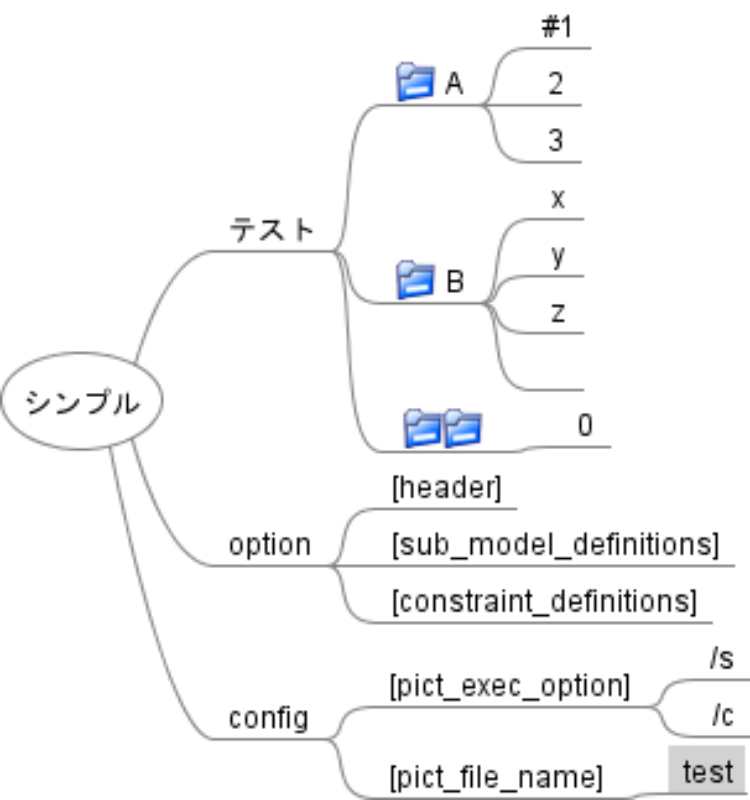 シンプル
テスト
A
#1
2
3
B
x
y
z
0
option
[header]
[sub_model_definitions]
[constraint_definitions]
config
[pict_exec_option]
/s
/c
[pict_file_name]
test